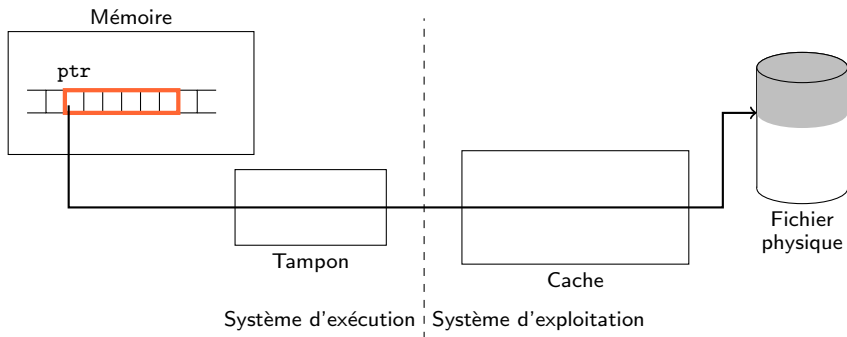 Mémoire
ptr
Tampon
Cache
Fichier
physique
Système d'exécution
Système d'exploitation